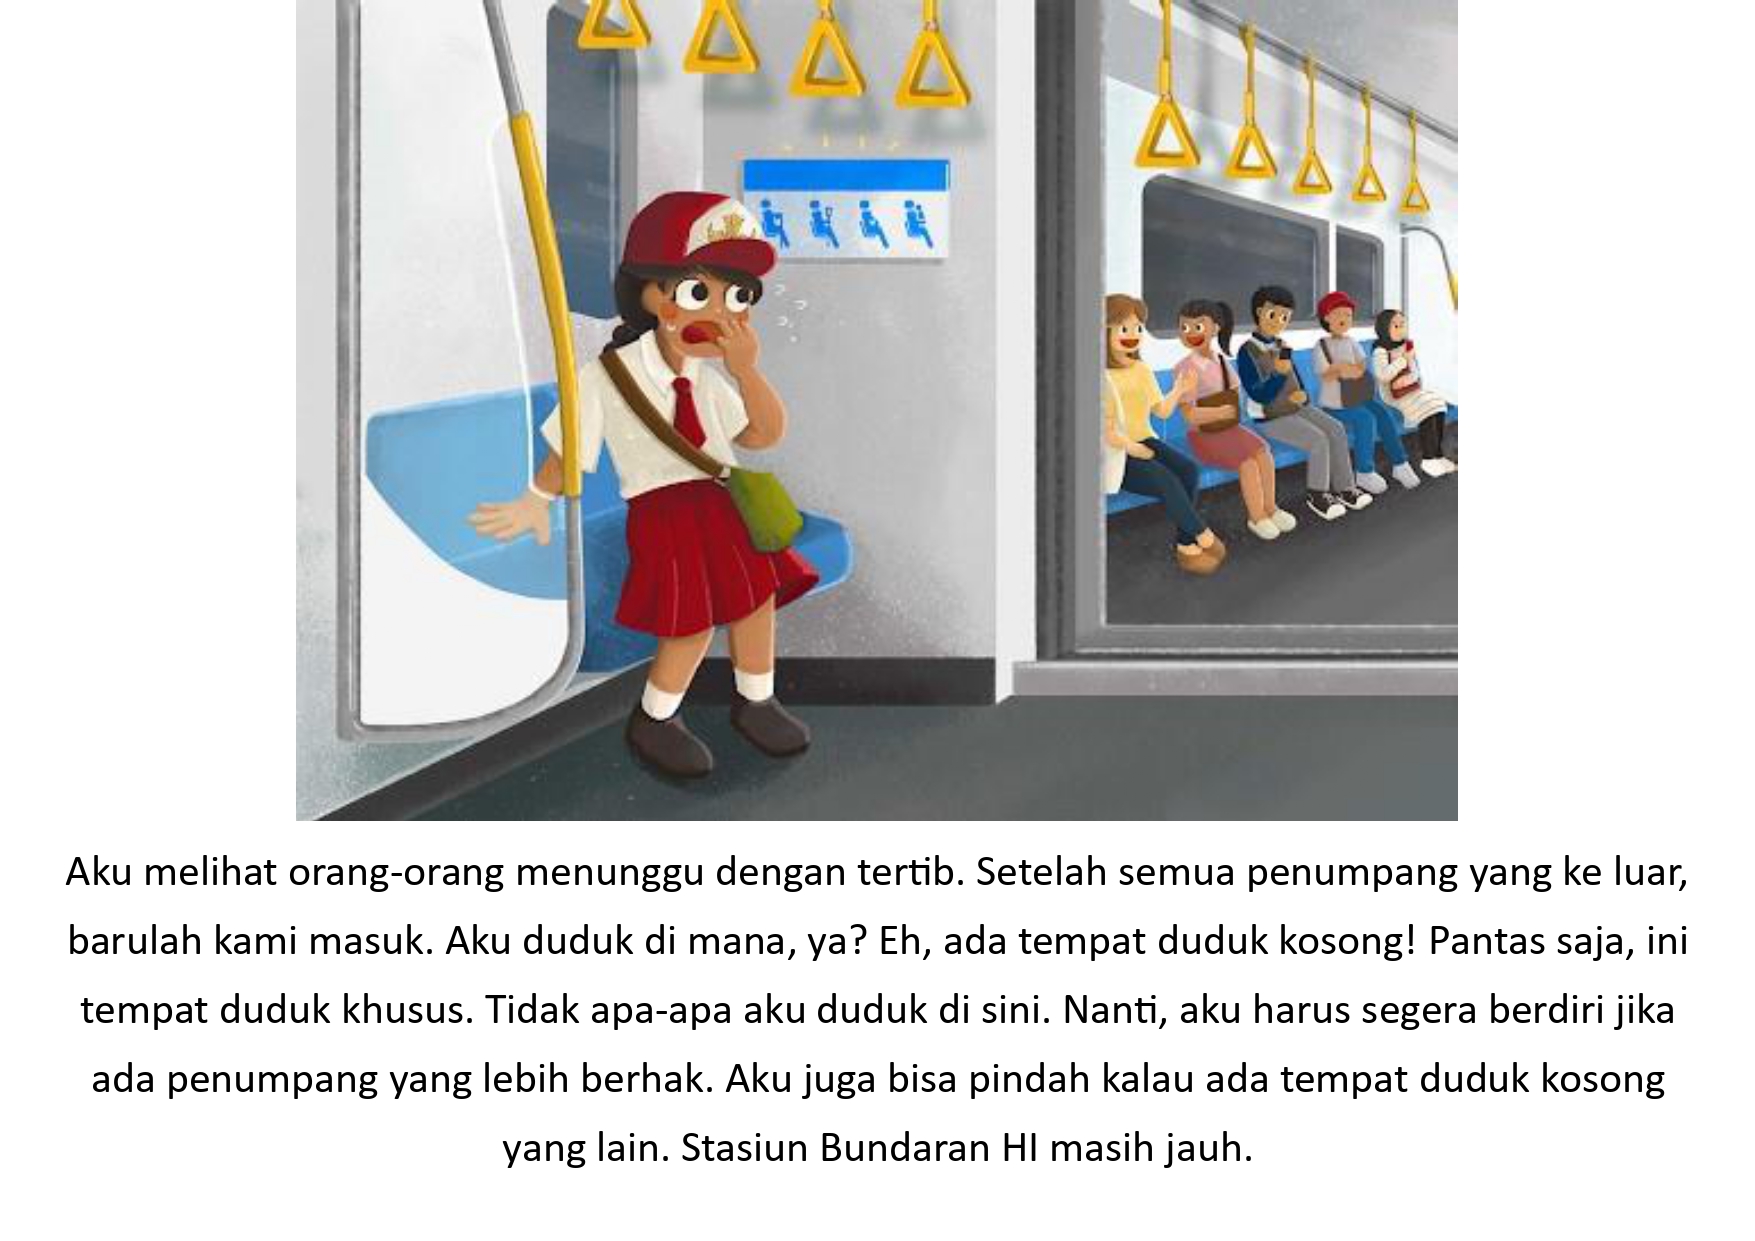 Aku melihat orang-orang menunggu dengan tertib. Setelah semua penumpang yang ke luar,
barulah kami masuk. Aku duduk di mana, ya? Eh, ada tempat duduk kosong! Pantas saja, ini
tempat duduk khusus. Tidak apa-apa aku duduk di sini. Nanti, aku harus segera berdiri jika
ada penumpang yang lebih berhak. Aku juga bisa pindah kalau ada tempat duduk kosong
yang lain. Stasiun Bundaran HI masih jauh.